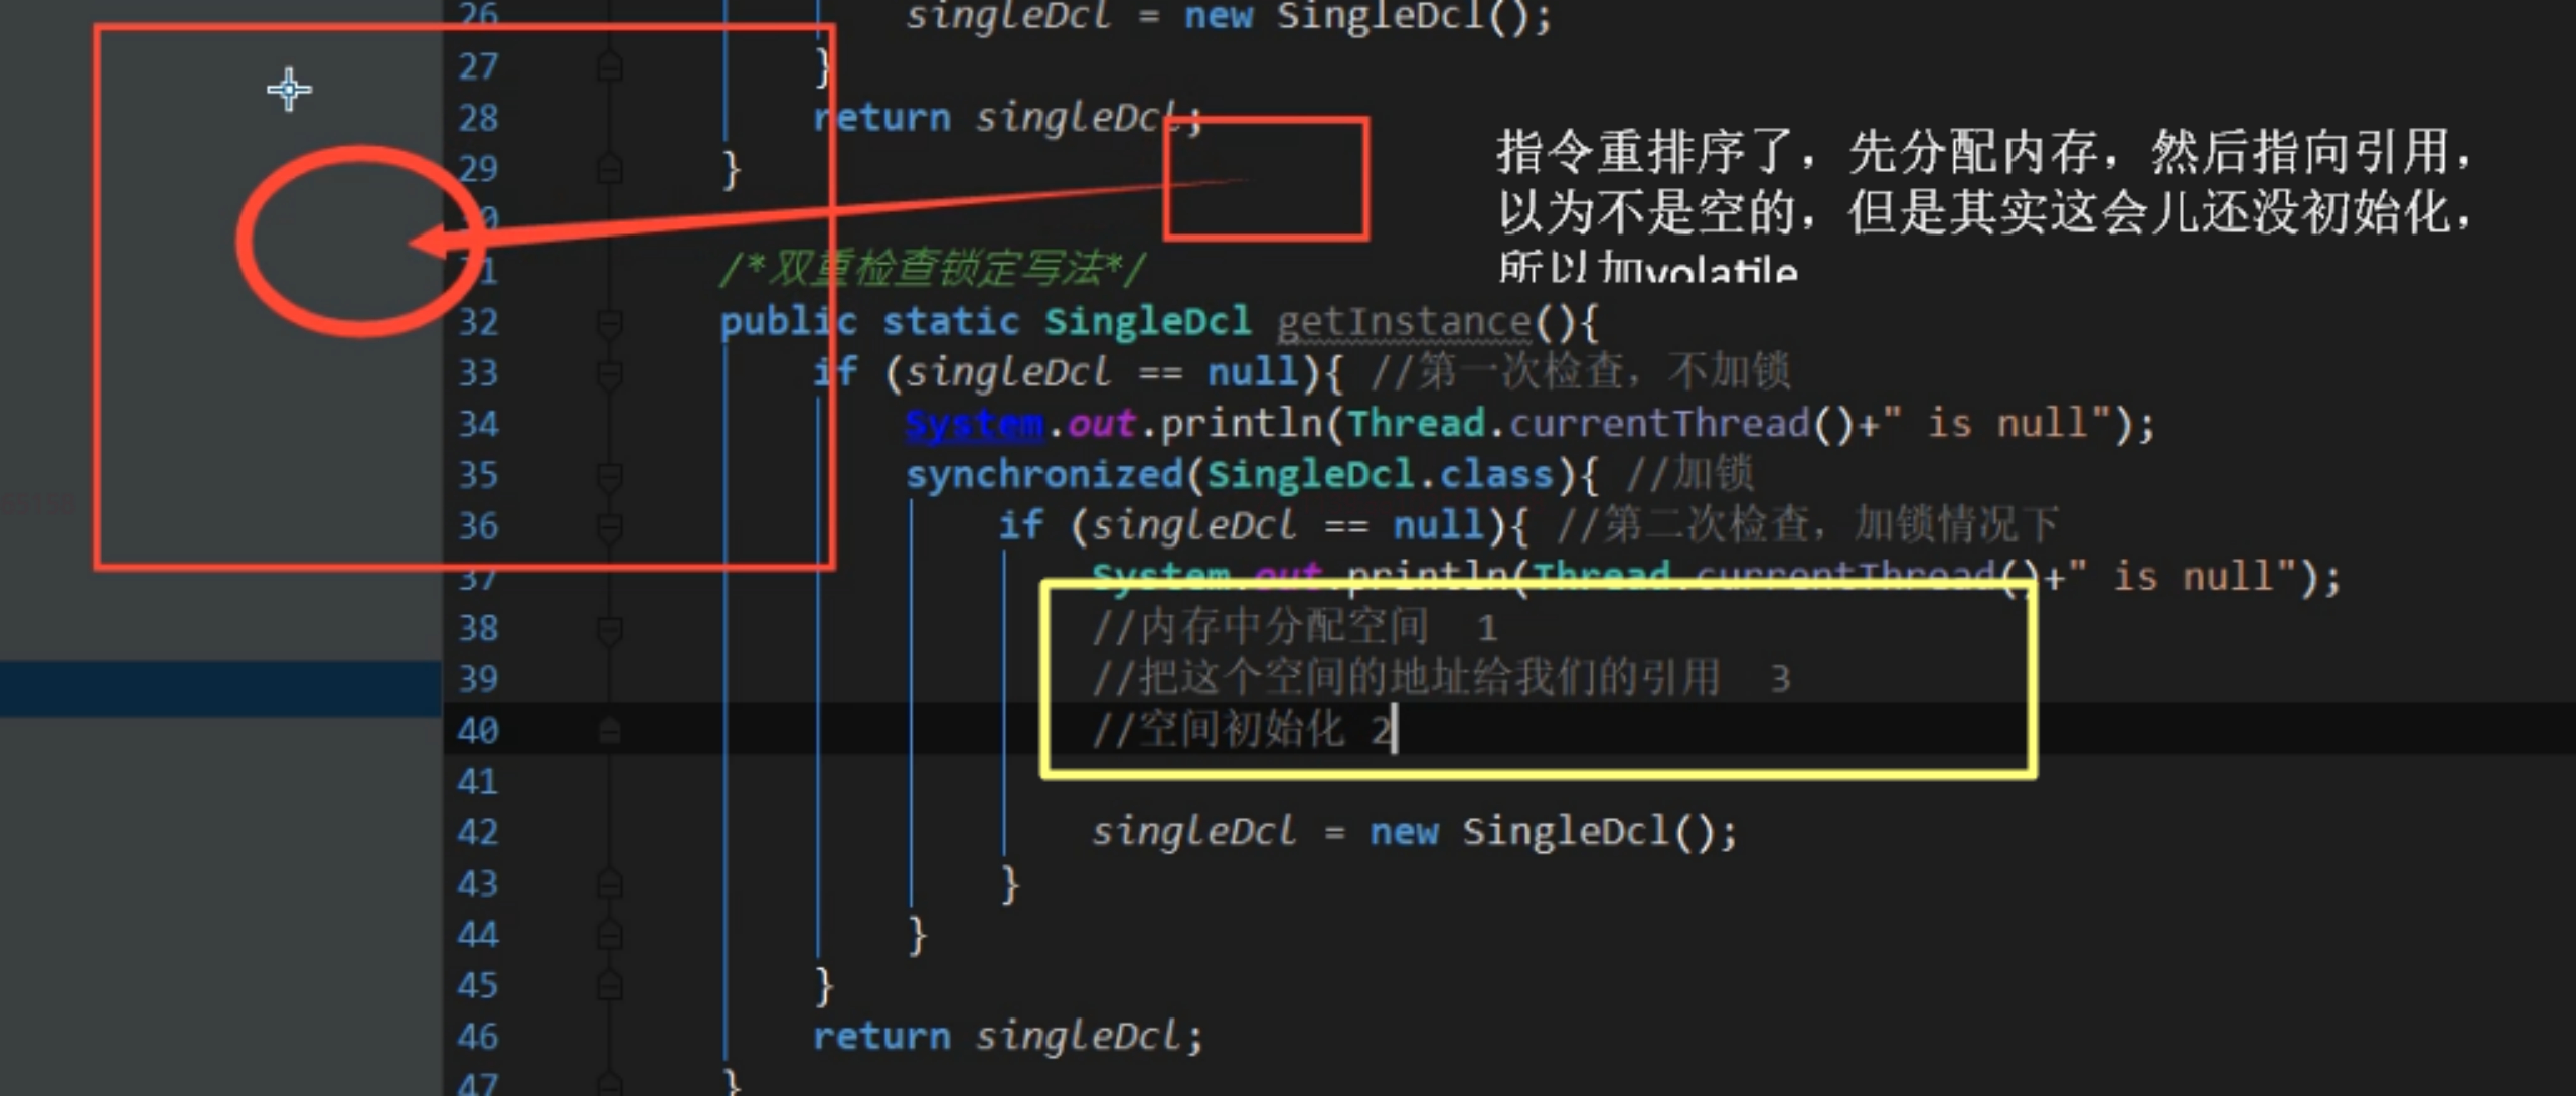 26 singleDcl = new SingleDcl();
27 }
28 return singleDcl;
29 }
指令重排序了，先分配内存，然后指向引用，
以为不是空的，但是其实这会儿还没初始化，
所以加volatile
/*双重检查锁定写法*/
32 public static SingleDcl getInstance(){
33 if (singleDcl == null){ //第一次检查，不加锁
34 System.out.println(Thread.currentThread()+" is null");
35 synchronized(SingleDcl.class){ //加锁
36 if (singleDcl == null){ //第二次检查，加锁情况下
37 System.out.println(Thread.currentThread()+" is null");
38 //内存中分配空间 1
39 //把这个空间的地址给我们的引用 3
40 //空间初始化 2
41
42 singleDcl = new SingleDcl();
43 }
44 }
45 }
46 return singleDcl;
47 }